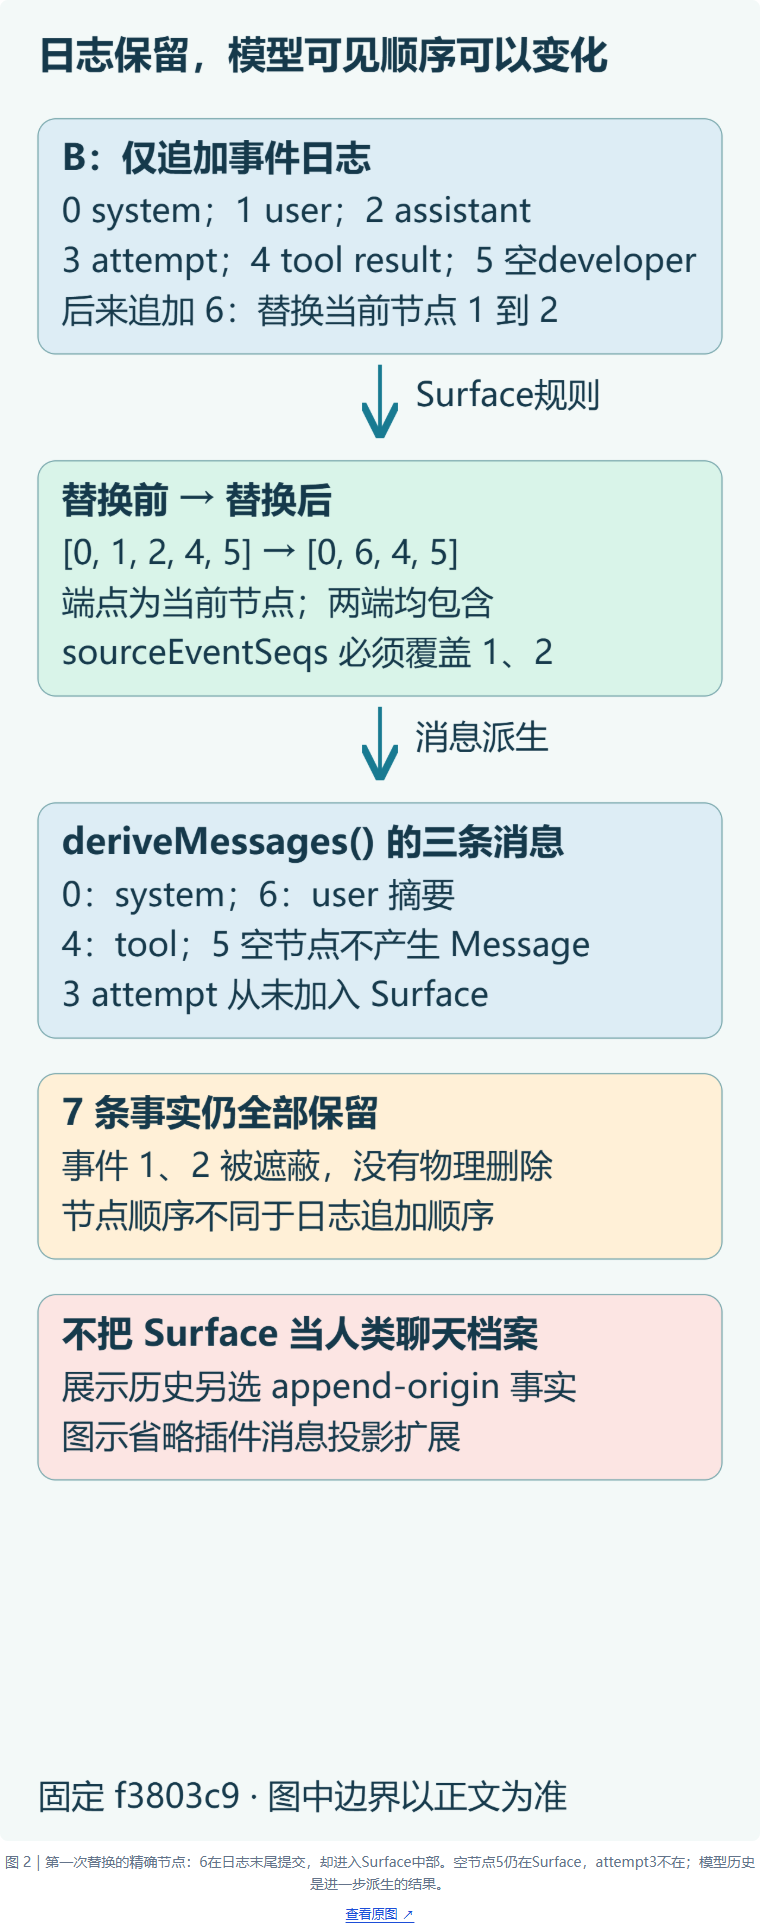 日志保留，模型可见顺序可以变化
B：仅追加事件日志
0 system；1 user；2 assistant
3 attempt；4 tool result；5 空developer
后来追加 6：替换当前节点 1 到 2
Surface规则
替换前 → 替换后
[0, 1, 2, 4, 5] → [0, 6, 4, 5]
端点为当前节点；两端均包含
sourceEventSeqs 必须覆盖 1、2
消息派生
deriveMessages() 的三条消息
0：system；6：user 摘要
4：tool；5 空节点不产生 Message
3 attempt 从未加入 Surface
7 条事实仍全部保留
事件 1、2 被遮蔽，没有物理删除
节点顺序不同于日志追加顺序
不把 Surface 当人类聊天档案
展示历史另选 append-origin 事实
图示省略插件消息投影扩展
固定 f3803c9 · 图中边界以正文为准
图 2 | 第一次替换的精确节点：6在日志末尾提交，却进入Surface中部。空节点5仍在Surface，attempt3不在；模型历史
是进一步派生的结果。
查看原图 ↗